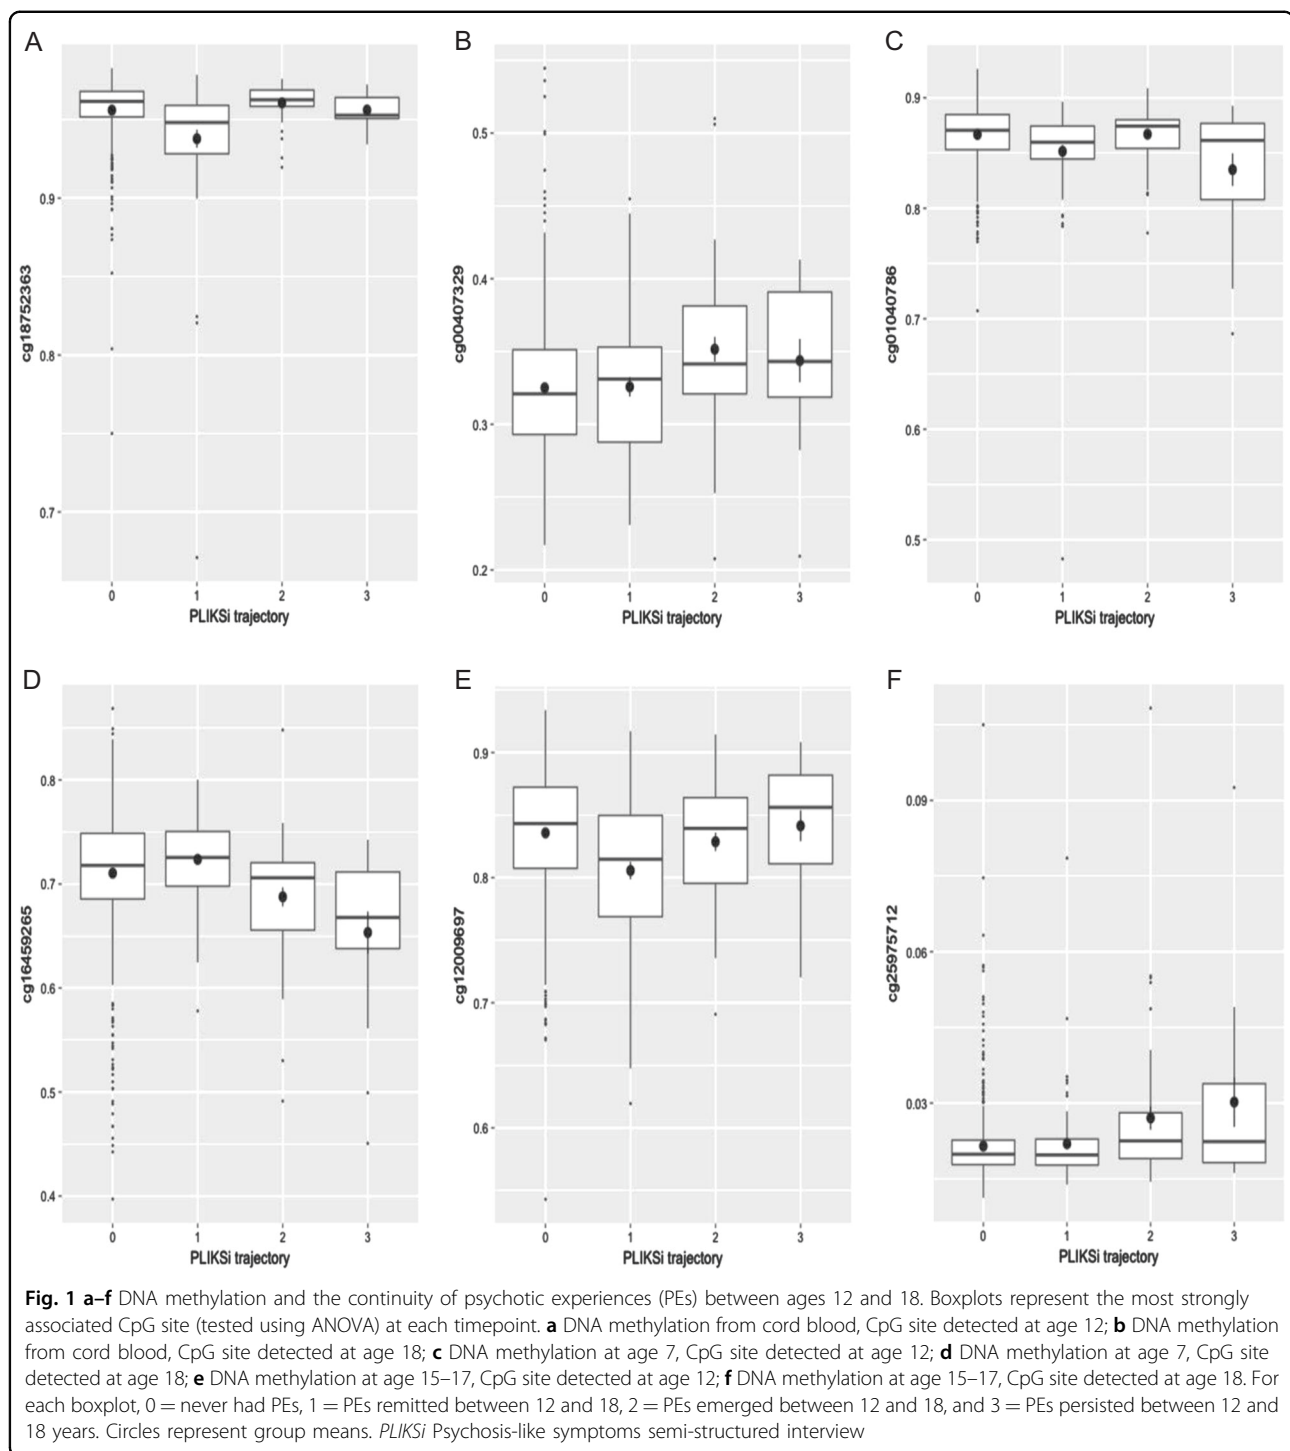 A
cg18752363
0.9
0.8
0.7
0 1 2 3
PLIKSi trajectory
B
cg00407329
0.5
0.4
0.3
0.2
0 1 2 3
PLIKSi trajectory
C
cg01040786
0.9
0.8
0.7
0.6
0.5
0 1 2 3
PLIKSi trajectory
D
cg16459265
0.8
0.7
0.6
0.5
0.4
0 1 2 3
PLIKSi trajectory
E
cg12009697
0.9
0.8
0.7
0.6
0 1 2 3
PLIKSi trajectory
F
cg25975712
0.09
0.06
0.03
0 1 2 3
PLIKSi trajectory
Fig. 1 a–f DNA methylation and the continuity of psychotic experiences (PEs) between ages 12 and 18. Boxplots represent the most strongly
associated CpG site (tested using ANOVA) at each timepoint. a DNA methylation from cord blood, CpG site detected at age 12; b DNA methylation
from cord blood, CpG site detected at age 18; c DNA methylation at age 7, CpG site detected at age 12; d DNA methylation at age 7, CpG site
detected at age 18; e DNA methylation at age 15–17, CpG site detected at age 12; f DNA methylation at age 15–17, CpG site detected at age 18. For
each boxplot, 0 = never had PEs, 1 = PEs remitted between 12 and 18, 2 = PEs emerged between 12 and 18, and 3 = PEs persisted between 12 and
18 years. Circles represent group means. PLIKSi Psychosis-like symptoms semi-structured interview